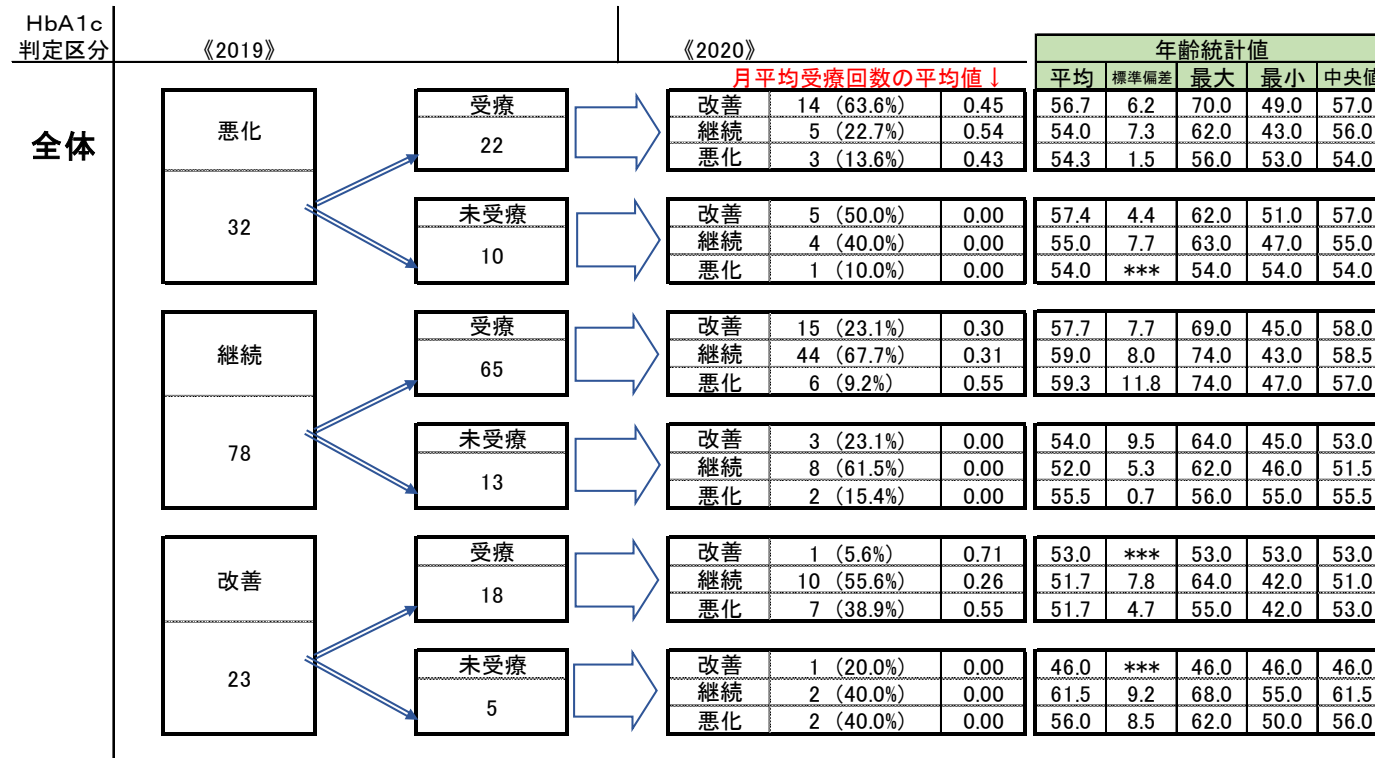 HbA1c
判定区分 《2019》 《2020》 年齢統計値
月平均受療回数の平均値↓ 平均 標準偏差 最大 最小 中央値
全体
悪化
32
受療
22
改善 14 (63.6%) 0.45 56.7 6.2 70.0 49.0 57.0
継続 5 (22.7%) 0.54 54.0 7.3 62.0 43.0 56.0
悪化 3 (13.6%) 0.43 54.3 1.5 56.0 53.0 54.0
未受療
10
改善 5 (50.0%) 0.00 57.4 4.4 62.0 51.0 57.0
継続 4 (40.0%) 0.00 55.0 7.7 63.0 47.0 55.0
悪化 1 (10.0%) 0.00 54.0 *** 54.0 54.0 54.0
継続
78
受療
65
改善 15 (23.1%) 0.30 57.7 7.7 69.0 45.0 58.0
継続 44 (67.7%) 0.31 59.0 8.0 74.0 43.0 58.5
悪化 6 (9.2%) 0.55 59.3 11.8 74.0 47.0 57.0
未受療
13
改善 3 (23.1%) 0.00 54.0 9.5 64.0 45.0 53.0
継続 8 (61.5%) 0.00 52.0 5.3 62.0 46.0 51.5
悪化 2 (15.4%) 0.00 55.5 0.7 56.0 55.0 55.5
改善
23
受療
18
改善 1 (5.6%) 0.71 53.0 *** 53.0 53.0 53.0
継続 10 (55.6%) 0.26 51.7 7.8 64.0 42.0 51.0
悪化 7 (38.9%) 0.55 51.7 4.7 55.0 42.0 53.0
未受療
5
改善 1 (20.0%) 0.00 46.0 *** 46.0 46.0 46.0
継続 2 (40.0%) 0.00 61.5 9.2 68.0 55.0 61.5
悪化 2 (40.0%) 0.00 56.0 8.5 62.0 50.0 56.0